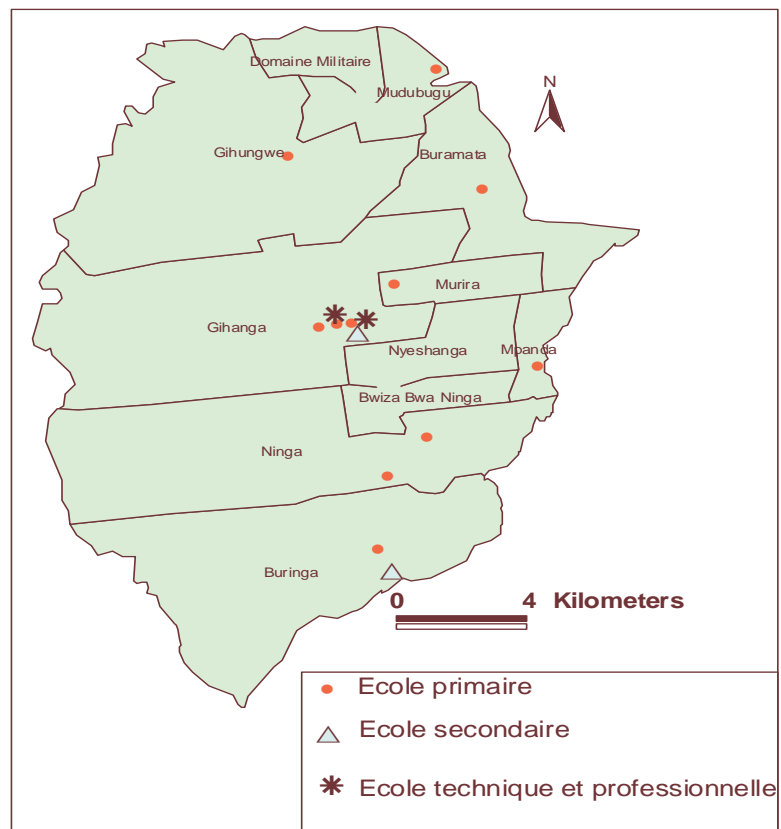 Domaine Militaire
Mudubugu
N
Gihungwe
Buramata
Murira
Gihanga
Nyeshanga
Mpanda
Bwiza Bwa Ninga
Ninga
Buringa
0 4 Kilometers
Ecole primaire
Ecole secondaire
Ecole technique et professionnelle